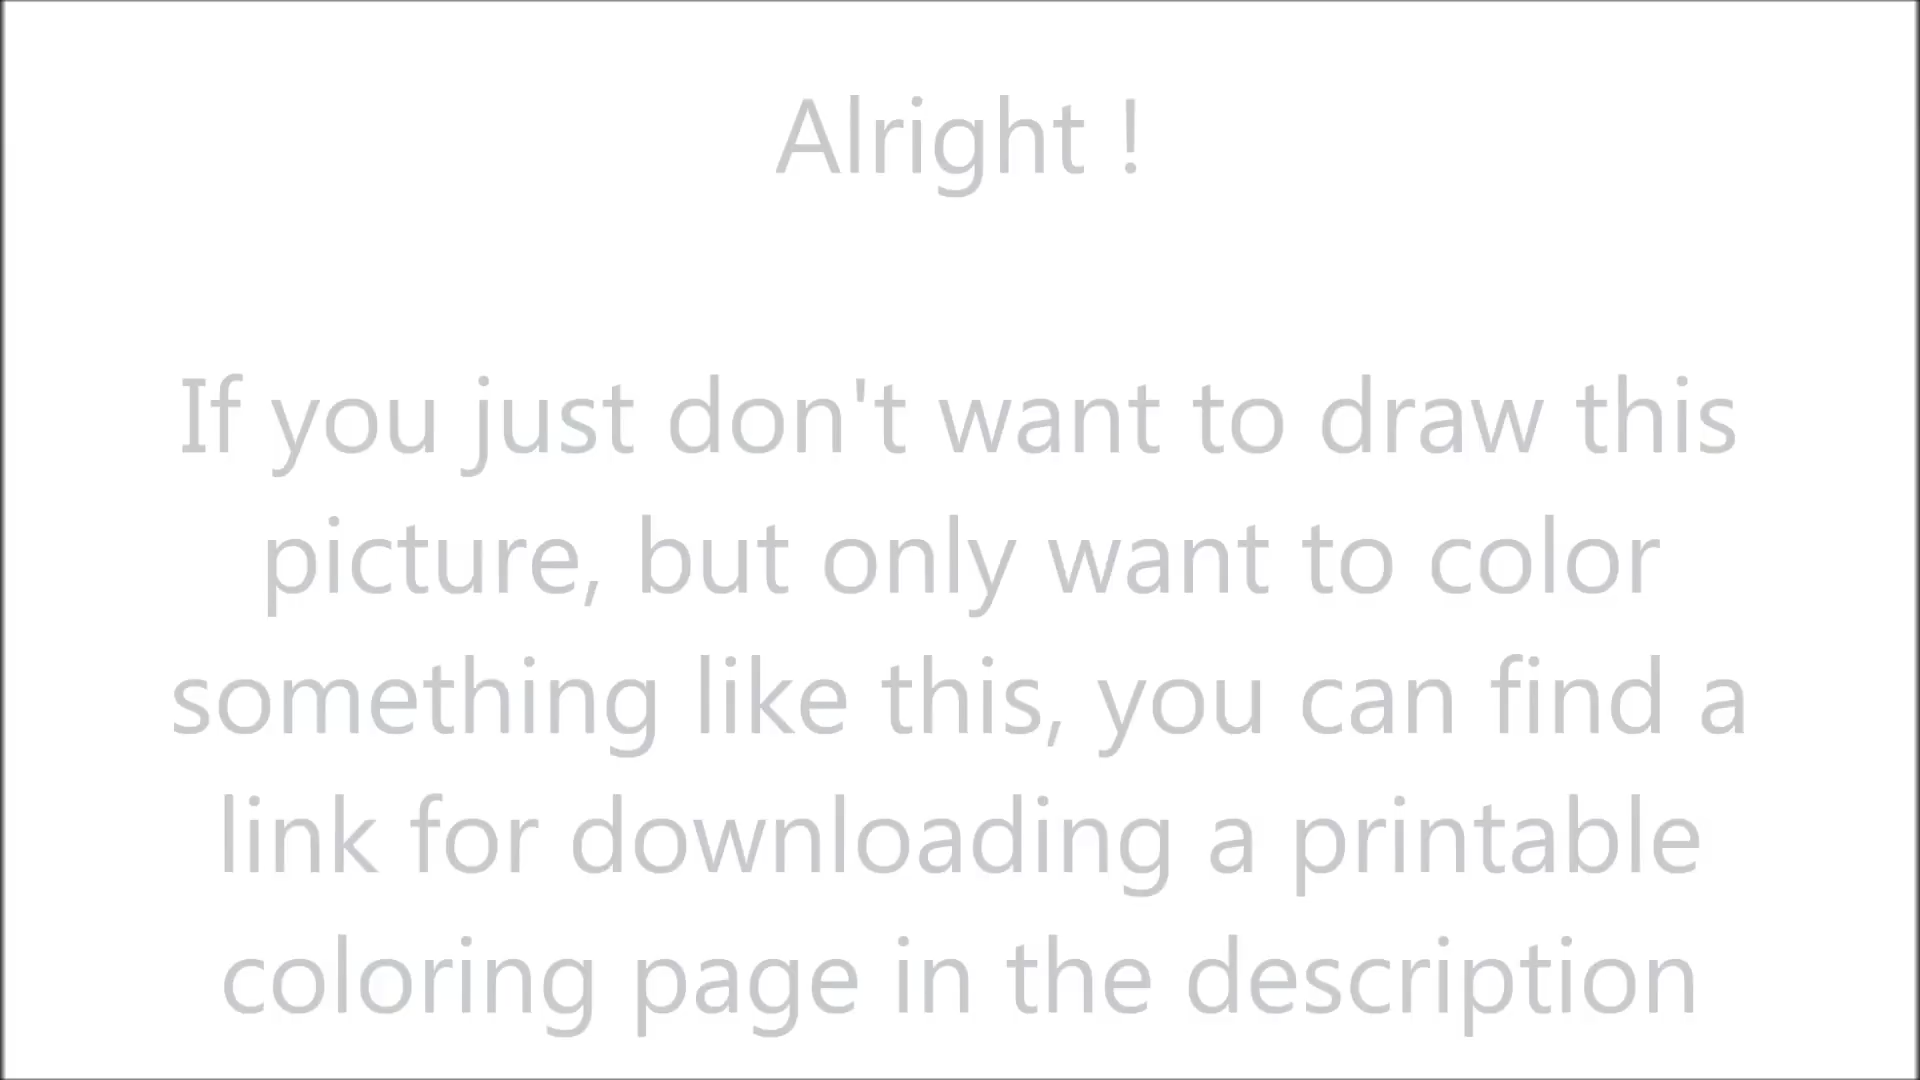 Alright !
If you just don't want to draw this
picture, but only want to color
something like this, you can find a
link for downloading a printable
coloring page in the description